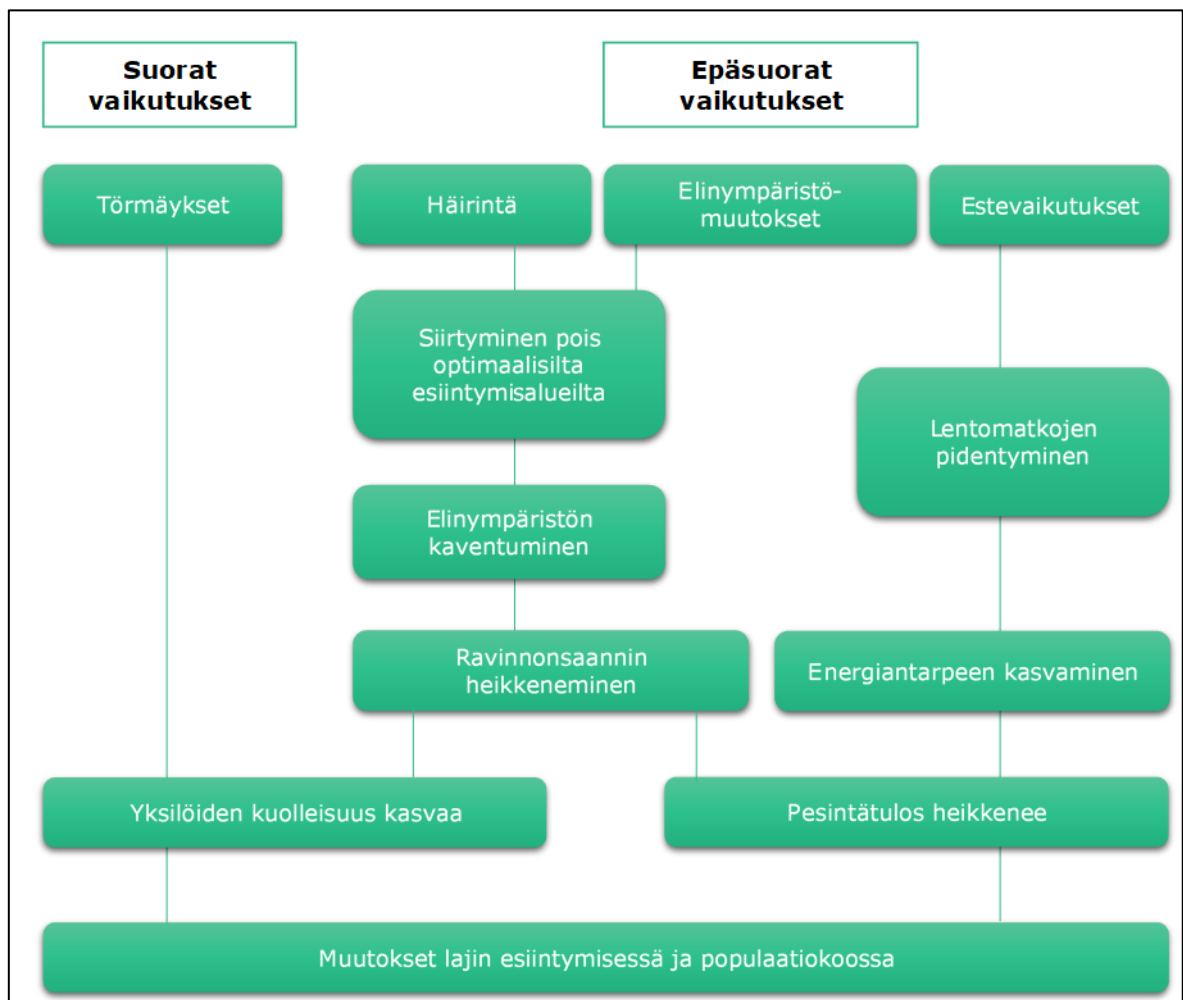 Suorat
vaikutukset
Epäsuorat
vaikutukset
Törmäykset
Häirintä
Elinympäristö-
muutokset
Estevaikutukset
Siirtyminen pois
optimaalisilta
esiintymisalueilta
Lentomatkojen
pidentyminen
Elinympäristön
kaventuminen
Ravinnonsaannin
heikkeneminen
Energiantarpeen kasvaminen
Yksilöiden kuolleisuus kasvaa
Pesintätulos heikkenee
Muutokset lajin esiintymisessä ja populaatiokoossa